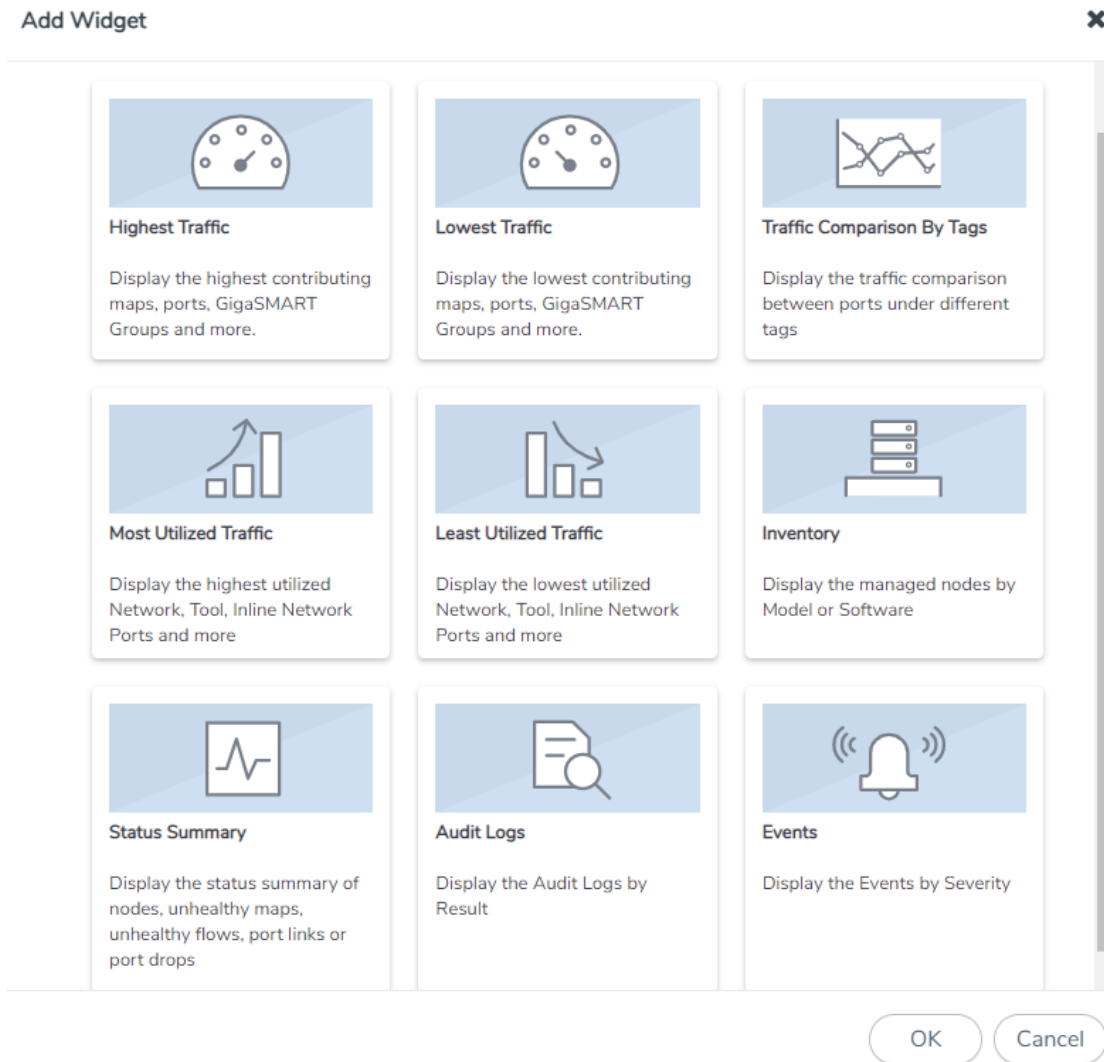 Add Widget
Highest Traffic
Display the highest contributing
maps, ports, GigaSMART
Groups and more.
Lowest Traffic
Display the lowest contributing
maps, ports, GigaSMART
Groups and more.
Traffic Comparison By Tags
Display the traffic comparison
between ports under different
tags
Most Utilized Traffic
Display the highest utilized
Network, Tool, Inline Network
Ports and more
Least Utilized Traffic
Display the lowest utilized
Network, Tool, Inline Network
Ports and more
Inventory
Display the managed nodes by
Model or Software
Status Summary
Display the status summary of
nodes, unhealthy maps,
unhealthy flows, port links or
port drops
Audit Logs
Display the Audit Logs by
Result
Events
Display the Events by Severity
OK
Cancel